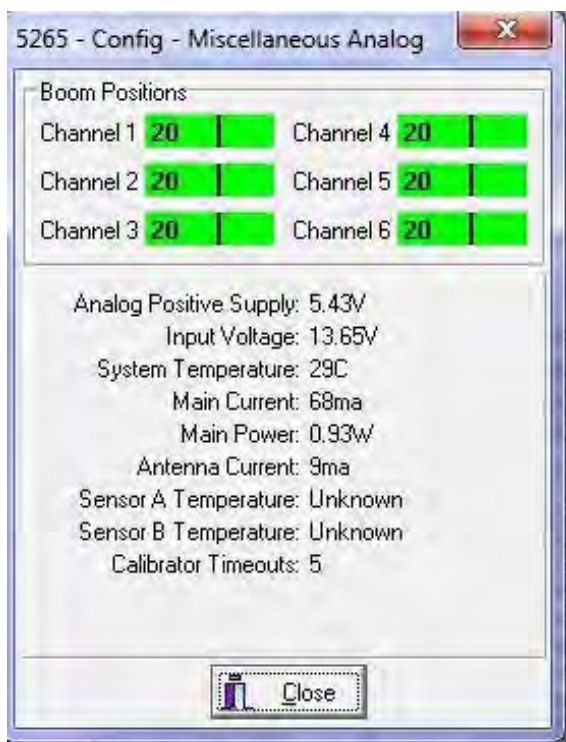 5265 - Config - Miscellaneous Analog
Boom Positions
Channel 1 20 Channel 4 20
Channel 2 20 Channel 5 20
Channel 3 20 Channel 6 20
Analog Positive Supply: 5.43V
Input Voltage: 13.65V
System Temperature: 29C
Main Current: 68ma
Main Power: 0.93W
Antenna Current: 9ma
Sensor A Temperature: Unknown
Sensor B Temperature: Unknown
Calibrator Timeouts: 5
Close